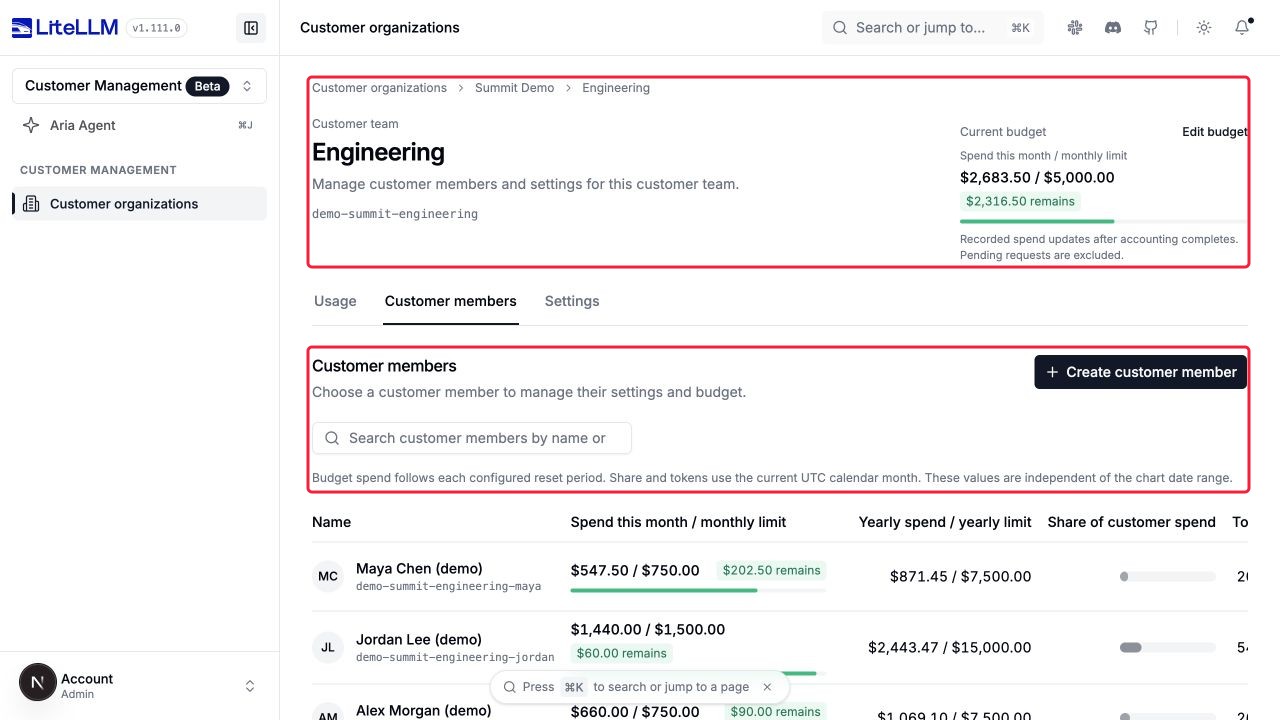 LiteLLM v1.111.0
Customer organizations
Search or jump to... ⌘K
Customer Management Beta
Aria Agent ⌘J
CUSTOMER MANAGEMENT
Customer organizations
Customer organizations > Summit Demo > Engineering
Customer team
Engineering
Manage customer members and settings for this customer team.
demo-summit-engineering
Current budget Edit budget
Spend this month / monthly limit
$2,683.50 / $5,000.00
$2,316.50 remains
Recorded spend updates after accounting completes.
Pending requests are excluded.
Usage Customer members Settings
Customer members
Choose a customer member to manage their settings and budget.
+ Create customer member
Search customer members by name or
Budget spend follows each configured reset period. Share and tokens use the current UTC calendar month. These values are independent of the chart date range.
Name Spend this month / monthly limit Yearly spend / yearly limit Share of customer spend To
MC Maya Chen (demo) $547.50 / $750.00 $202.50 remains $871.45 / $7,500.00
demo-summit-engineering-maya
JL Jordan Lee (demo) $1,440.00 / $1,500.00 $2,443.47 / $15,000.00
demo-summit-engineering-jordan $60.00 remains
AM Alex Morgan (demo) $660.00 / $750.00 $90.00 remains $1,069.10 / $7,500.00
Press ⌘K to search or jump to a page
N Account
Admin